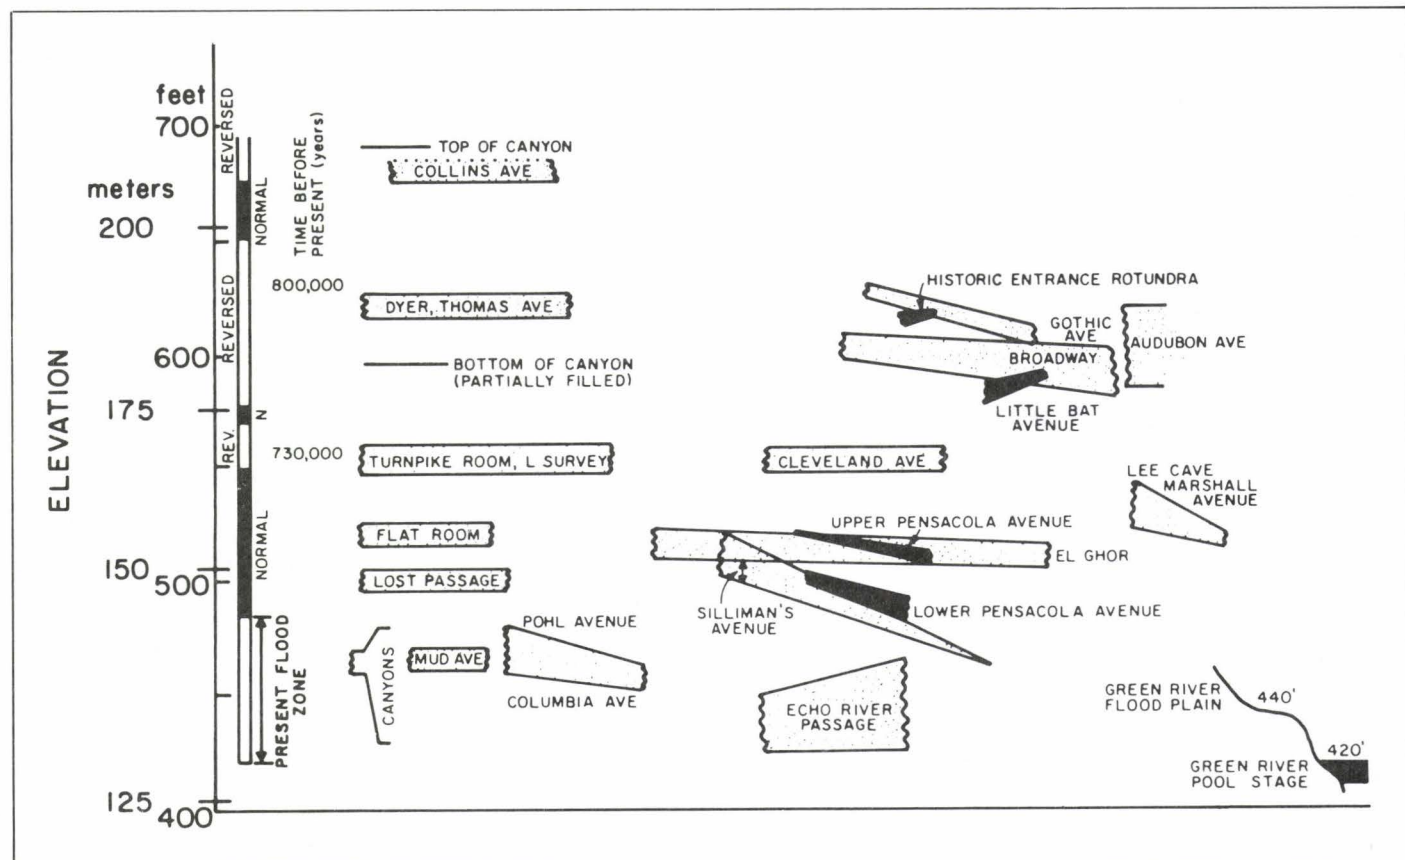 feet
700
meters
200
600
175
150
500
125
400
ELEVATION
REVERSED
NORMAL
REVERSED
N
REV.
NORMAL
PRESENT FLOOD
ZONE
TIME BEFORE
PRESENT (years)
800,000
730,000
TOP OF CANYON
COLLINS AVE
DYER, THOMAS AVE
BOTTOM OF CANYON
(PARTIALLY FILLED)
TURNPIKE ROOM, L SURVEY
FLAT ROOM
LOST PASSAGE
CANYONS
MUD AVE
POHL AVENUE
COLUMBIA AVE
HISTORIC ENTRANCE ROTUNDRA
GOTHIC
AVE
BROADWAY
AUDUBON AVE
LITTLE BAT
AVENUE
CLEVELAND AVE
LEE CAVE
MARSHALL
AVENUE
UPPER PENSACOLA AVENUE
EL GHOR
SILLIMAN'S
AVENUE
LOWER PENSACOLA AVENUE
ECHO RIVER
PASSAGE
GREEN RIVER
FLOOD PLAIN
440'
420'
GREEN RIVER
POOL STAGE